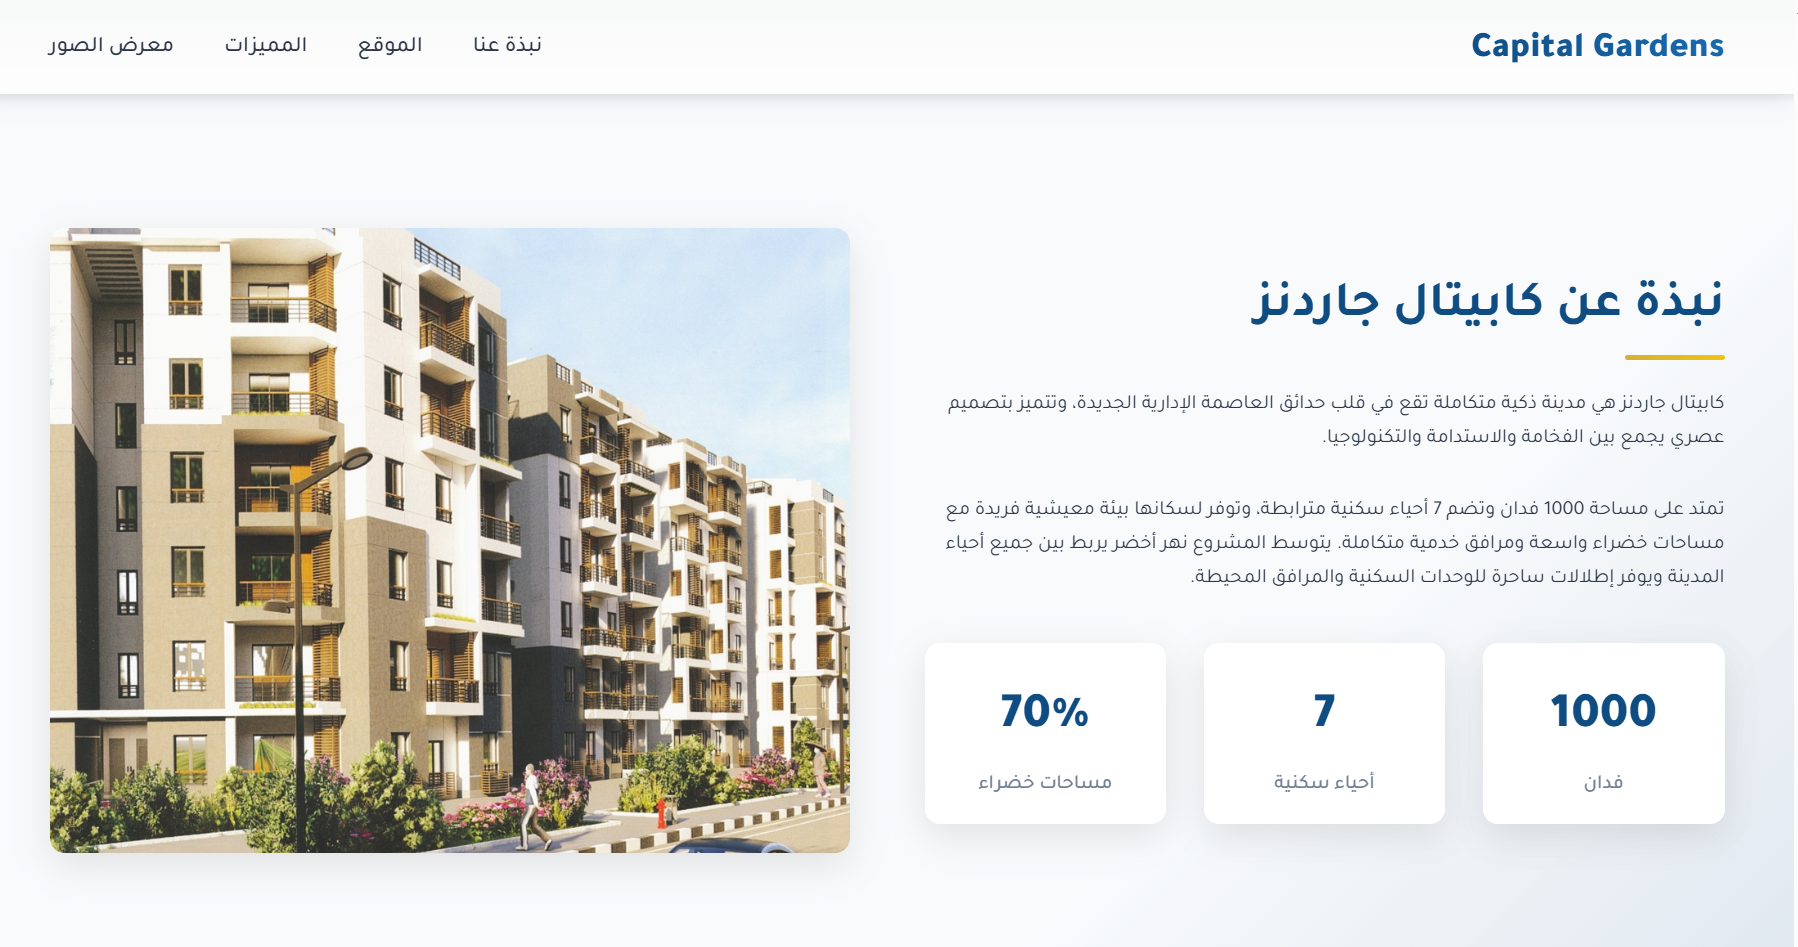 Capital Gardens
نبذة عنا
الموقع
المميزات
معرض الصور
نبذة عن كابيتال جاردنز
كابيتال جاردنز هي مدينة ذكية متكاملة تقع في قلب حدائق العاصمة الإدارية الجديدة، وتتميز بتصميم
عصري يجمع بين الفخامة والاستدامة والتكنولوجيا.
تمتد على مساحة 1000 فدان وتضم 7 أحياء سكنية مترابطة، وتوفر لسكانها بيئة معيشية فريدة مع
مساحات خضراء واسعة ومرافق خدمية متكاملة. يتوسط المشروع نهر أخضر يربط بين جميع أحياء
المدينة ويوفر إطلالات ساحرة للوحدات السكنية والمرافق المحيطة.
1000
فدان
7
أحياء سكنية
70%
مساحات خضراء